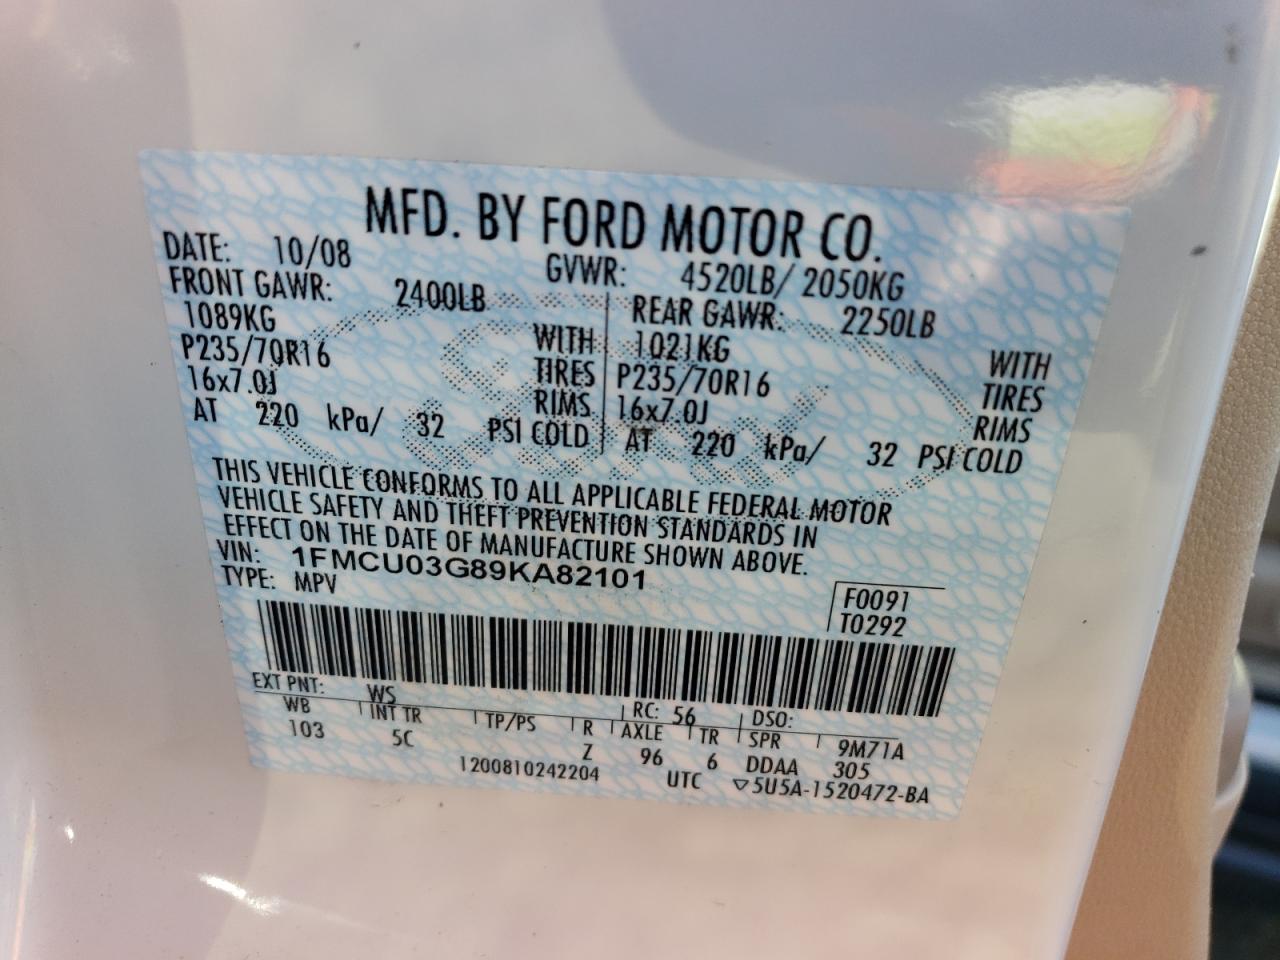 MFD. BY FORD MOTOR CO.
DATE: 10/08 GVWR: 4520LB/ 2050KG
FRONT GAWR: 2400LB REAR GAWR: 2250LB
1089KG WITH 1021KG WITH
P235/70R16 TIRES P235/70R16 TIRES
16x7.0J RIMS 16x7.0J RIMS
AT 220 kPa/ 32 PSI COLD AT 220 kPa/ 32 PSI COLD
THIS VEHICLE CONFORMS TO ALL APPLICABLE FEDERAL MOTOR
VEHICLE SAFETY AND THEFT PREVENTION STANDARDS IN
EFFECT ON THE DATE OF MANUFACTURE SHOWN ABOVE.
VIN: 1FMCU03G89KA82101
TYPE: MPV
F0091
T0292
EXT PNT: WS RC: 56 DSO:
WB INT TR TP/PS R AXLE TR SPR 9M71A
103 5C Z 96 6 DDAA 305
1200810242204 UTC ▽5U5A-1520472-BA